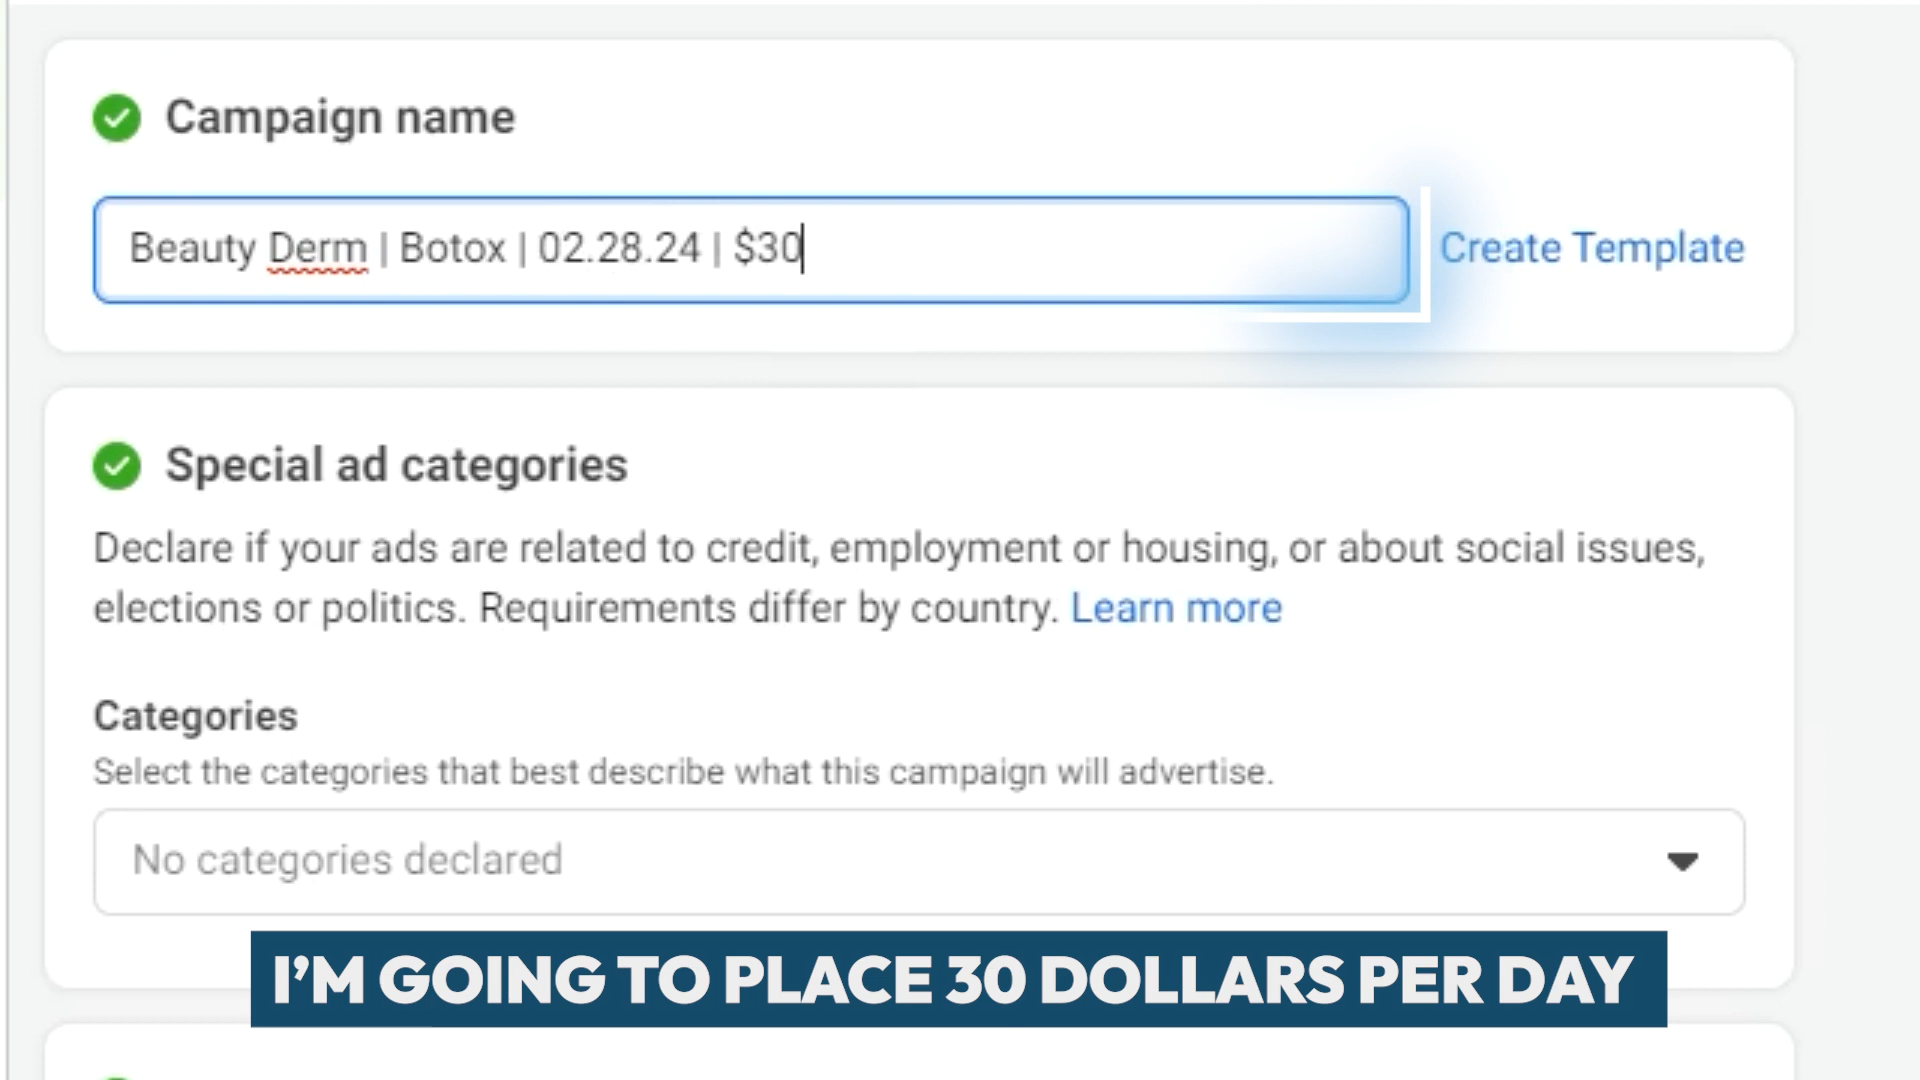 Campaign name
Beauty Derm | Botox | 02.28.24 | $30
Create Template
Special ad categories
Declare if your ads are related to credit, employment or housing, or about social issues,
elections or politics. Requirements differ by country. Learn more
Categories
Select the categories that best describe what this campaign will advertise.
No categories declared
I'M GOING TO PLACE 30 DOLLARS PER DAY